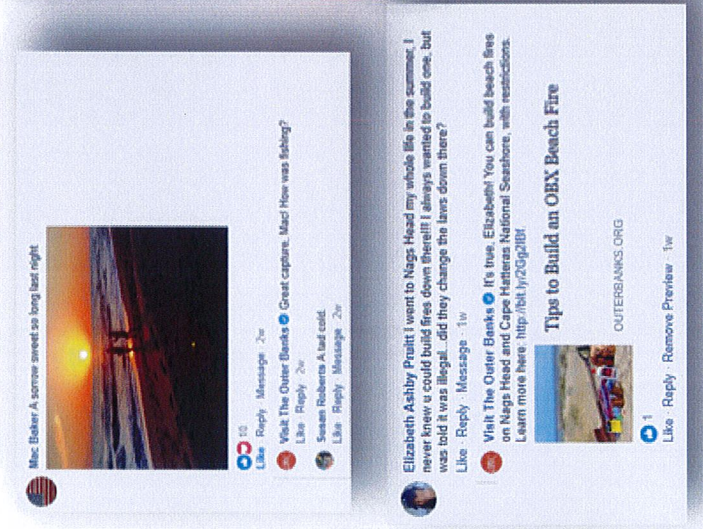 Mac Baker A sorrow sweet so long last night
10
Like · Reply · Message · 2w
Visit The Outer Banks Great capture, Mac! How was fishing?
Like · Reply · 2w
Susan Roberts A tad cold.
Like · Reply · Message · 2w
Elizabeth Ashby Pruitt I went to Nags Head my whole life in the summer, I
never knew u could build fires down there!!! I always wanted to build one, but
was told it was illegal.. did they change the laws down there?
Like · Reply · Message · 1w
Visit The Outer Banks It's true, Elizabeth! You can build beach fires
on Nags Head and Cape Hatteras National Seashore, with restrictions.
Learn more here: http://bit.ly/2Gg2IBf.
Tips to Build an OBX Beach Fire
OUTERBANKS.ORG
1
Like · Reply · Remove Preview · 1w